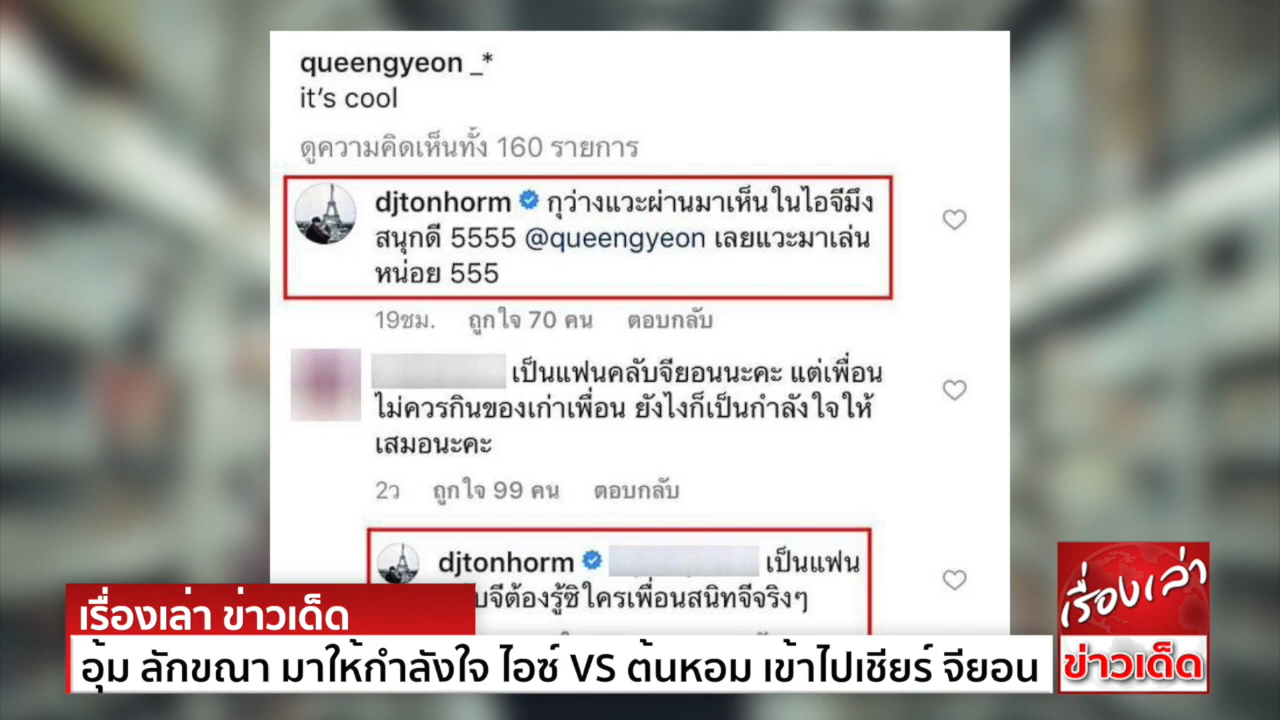 queengyeon _*
it's cool
ดูความคิดเห็นทั้ง 160 รายการ
djtonhorm กุว่างแวะผ่านมาเห็นในไอจีมึง
สนุกดี 5555 @queengyeon เลยแวะมาเล่น
หน่อย 555
19ชม. ถูกใจ 70 คน ตอบกลับ
เป็นแฟนคลับจียอนนะคะ แต่เพื่อน
ไม่ควรกินของเก่าเพื่อน ยังไงก็เป็นกำลังใจให้
เสมอนะคะ
2ว ถูกใจ 99 คน ตอบกลับ
djtonhorm เป็นแฟน
บจีต้องรู้ซิใครเพื่อนสนิทจีจริงๆ
เรื่องเล่า ข่าวเด็ด
อุ้ม ลักขณา มาให้กำลังใจ ไอซ์ VS ต้นหอม เข้าไปเชียร์ จียอน
เรื่องเล่า
ข่าวเด็ด